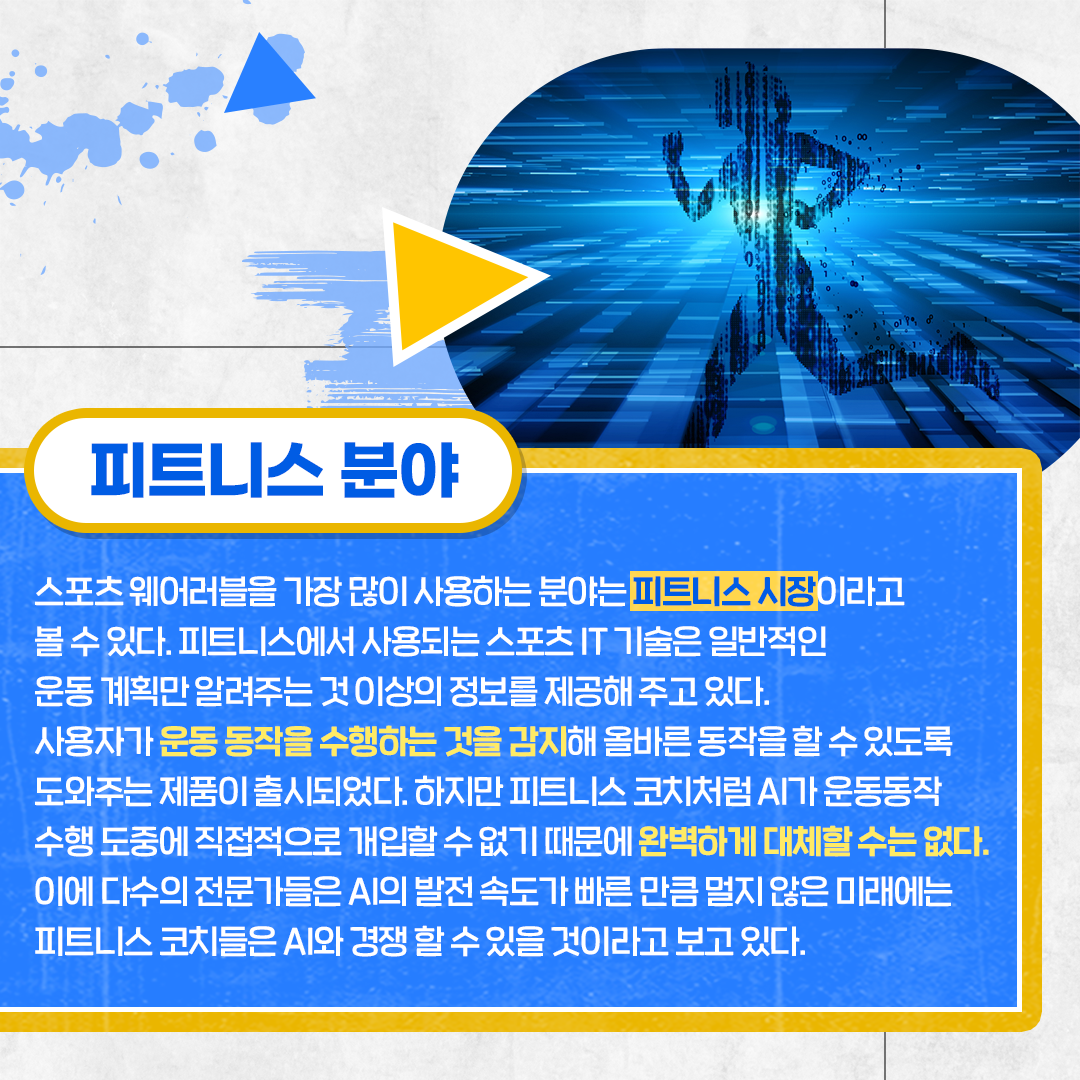 피트니스 분야
스포츠 웨어러블을 가장 많이 사용하는 분야는 피트니스 시장이라고
볼 수 있다. 피트니스에서 사용되는 스포츠 IT 기술은 일반적인
운동 계획만 알려주는 것 이상의 정보를 제공해 주고 있다.
사용자가 운동 동작을 수행하는 것을 감지해 올바른 동작을 할 수 있도록
도와주는 제품이 출시되었다. 하지만 피트니스 코치처럼 AI가 운동동작
수행 도중에 직접적으로 개입할 수 없기 때문에 완벽하게 대체할 수는 없다.
이에 다수의 전문가들은 AI의 발전 속도가 빠른 만큼 멀지 않은 미래에는
피트니스 코치들은 AI와 경쟁 할 수 있을 것이라고 보고 있다.